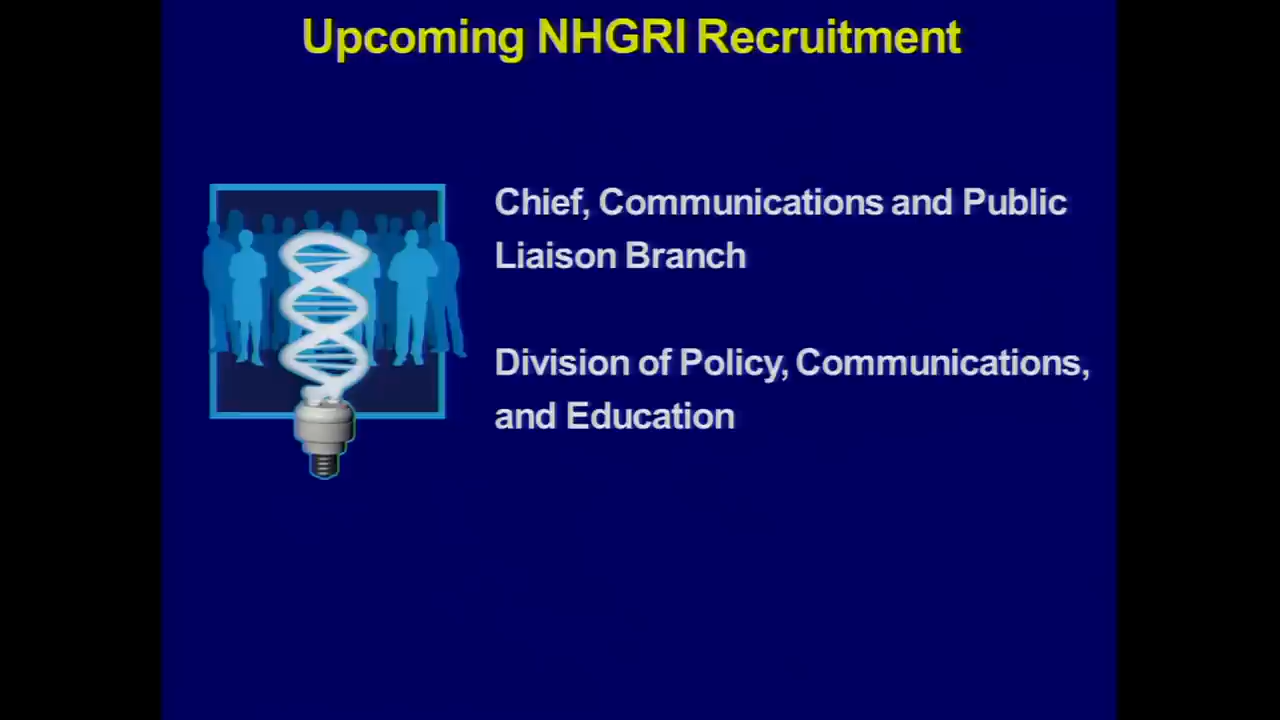 Upcoming NHGRI Recruitment
Chief, Communications and Public
Liaison Branch
Division of Policy, Communications,
and Education